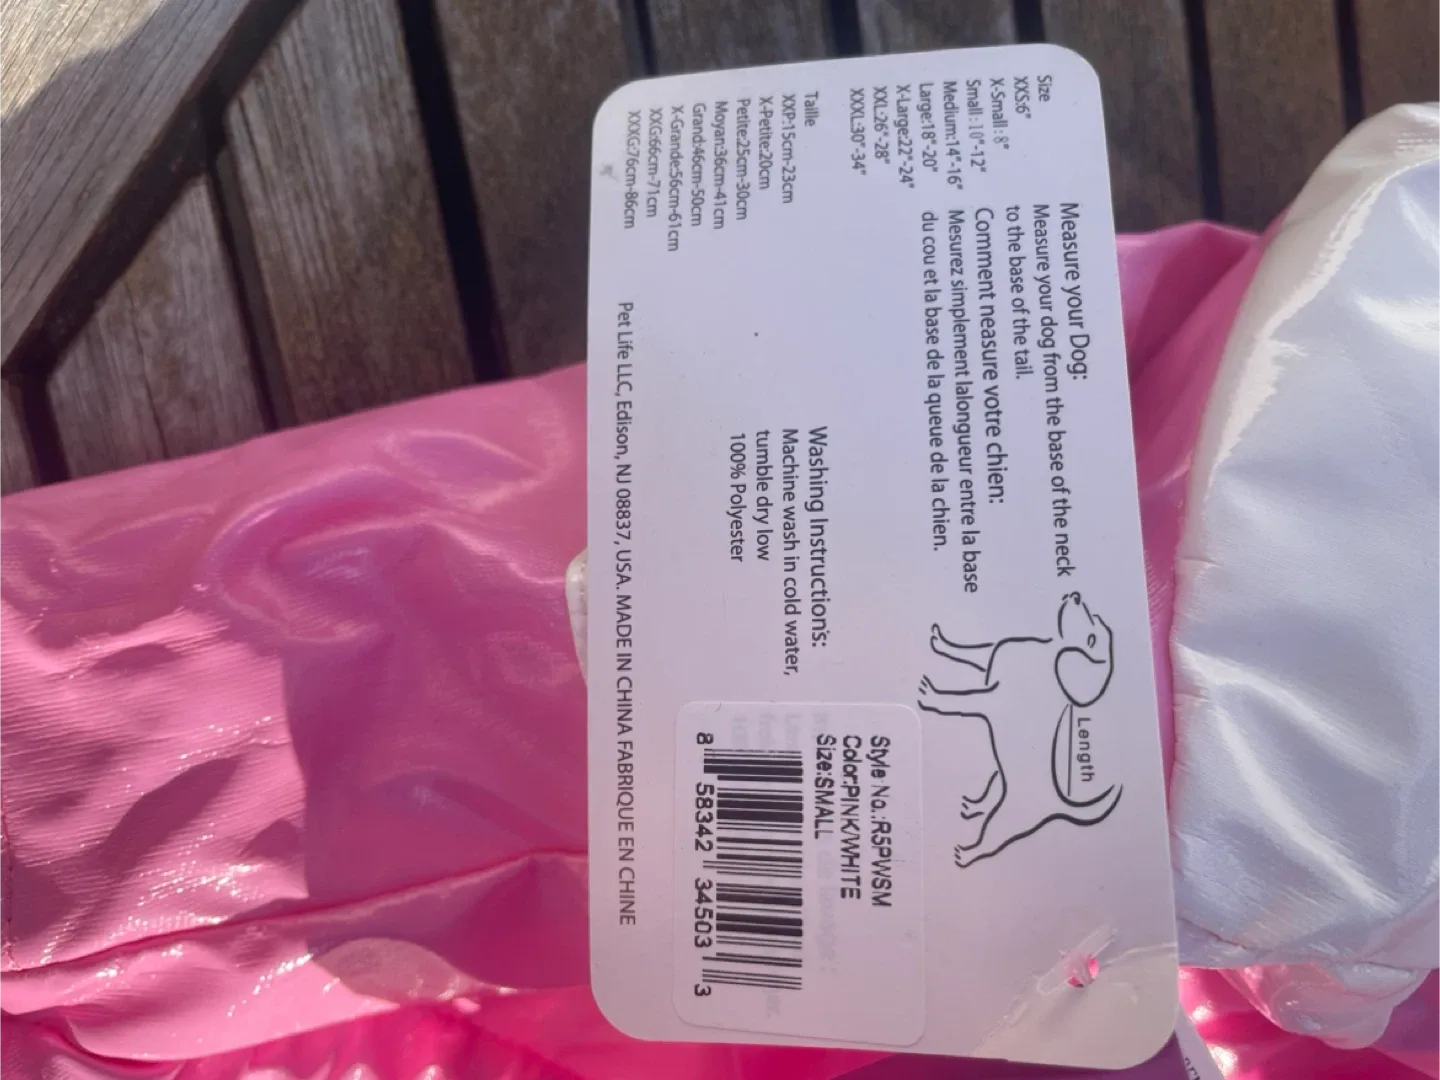 Size
XXS:6"
X-Small:8"
Small:10"-12"
Medium:14"-16"
Large:18"-20"
X-Large:22"-24"
XXL:26"-28"
XXXL:30"-34"
Taille
XXP:15cm-23cm
X-Petite:20cm
Petite:25cm-30cm
Moyan:36cm-41cm
Grand:46cm-50cm
X-Grande:56cm-61cm
XXG:66cm-71cm
XXXG:76cm-86cm
Measure your Dog:
Measure your dog from the base of the neck
to the base of the tail.
Comment neasure votre chien:
Mesurez simplement lalongueur entre la base
du cou et la base de la queue de la chien.
Length
Washing Instruction's:
Machine wash in cold water,
tumble dry low
100% Polyester
Style No.:R5PWSM
Color:PINK/WHITE
Size:SMALL
8 58342 34503 3
Pet Life LLC, Edison, NJ 08837, USA. MADE IN CHINA FABRIQUE EN CHINE